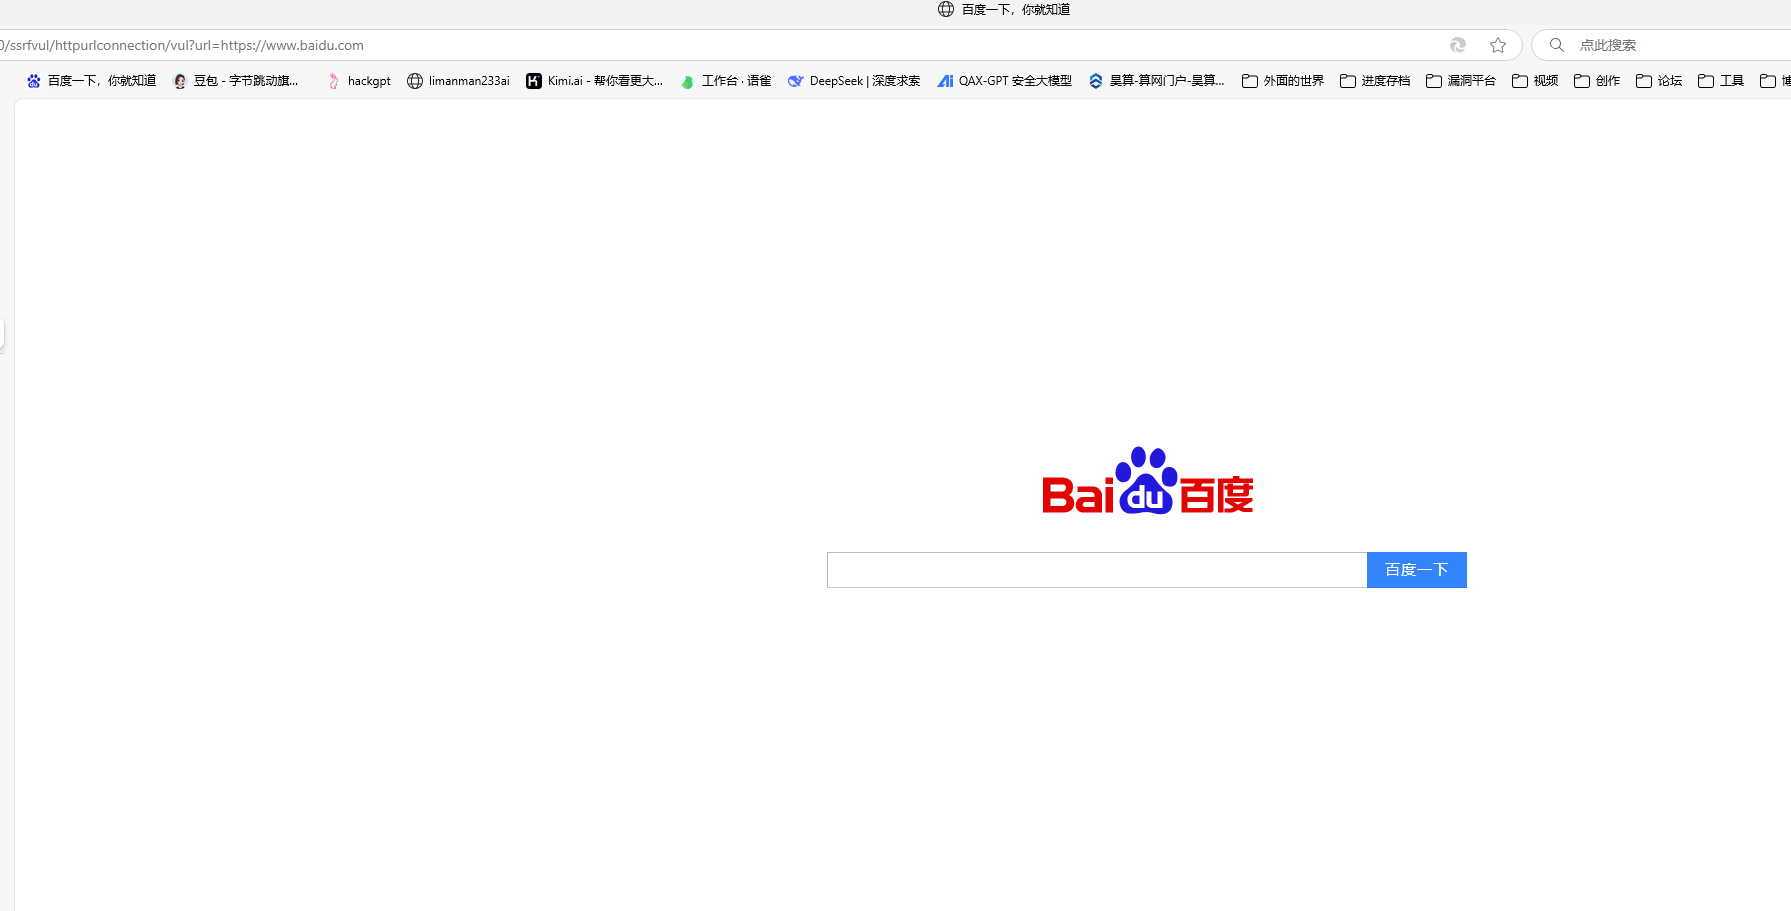 百度一下，你就知道
0/ssrfvul/httpurlconnection/vul?url=https://www.baidu.com
点此搜索
百度一下，你就知道 豆包 - 字节跳动旗... hackgpt limanman233ai Kimi.ai - 帮你看更大... 工作台 · 语雀 DeepSeek | 深度求索 QAX-GPT 安全大模型 昊算-算网门户-昊算... 外面的世界 进度存档 漏洞平台 视频 创作 论坛 工具
Bai du 百度
百度一下